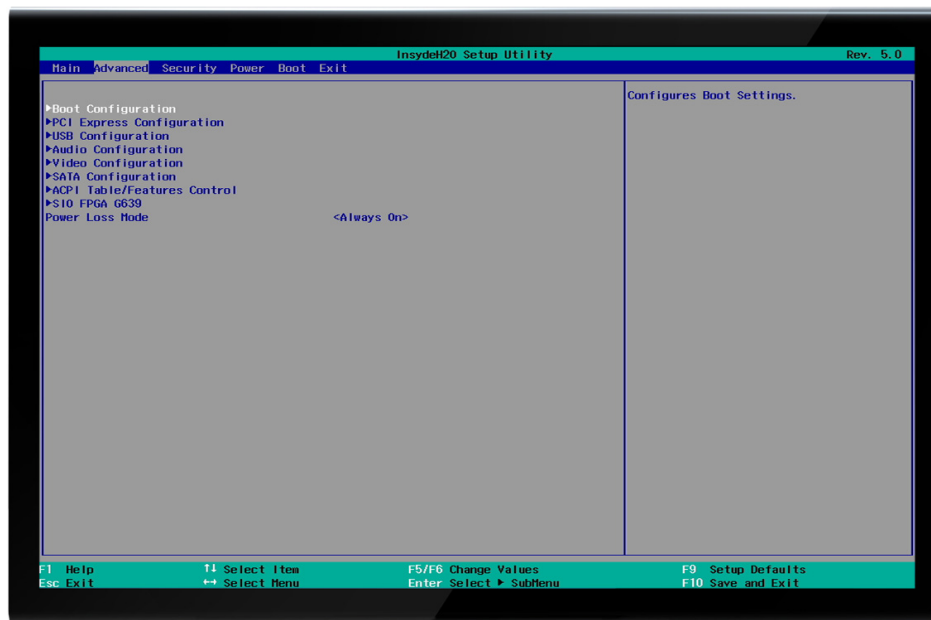 InsydeH20 Setup Utility Rev. 5.0
Main Advanced Security Power Boot Exit
Configures Boot Settings.
▶Boot Configuration
▶PCI Express Configuration
▶USB Configuration
▶Audio Configuration
▶Video Configuration
▶SATA Configuration
▶ACPI Table/Features Control
▶SIO FPGA G639
Power Loss Mode <Always On>
F1 Help ↑↓ Select Item F5/F6 Change Values F9 Setup Defaults
Esc Exit ←→ Select Menu Enter Select ▶ SubMenu F10 Save and Exit